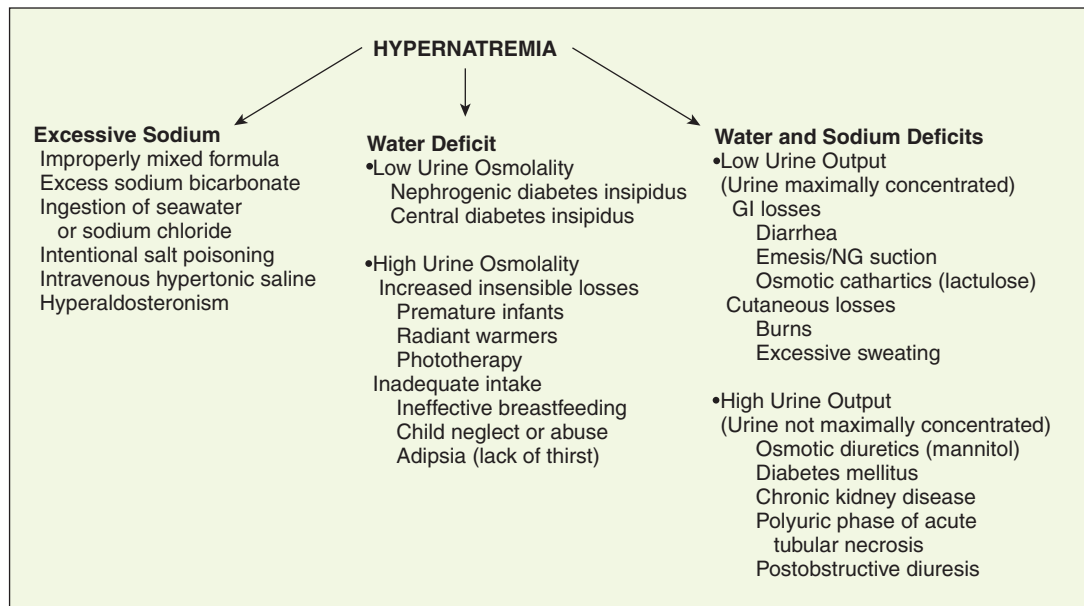 HYPERNATREMIA
Excessive Sodium
Improperly mixed formula
Excess sodium bicarbonate
Ingestion of seawater
or sodium chloride
Intentional salt poisoning
Intravenous hypertonic saline
Hyperaldosteronism
Water Deficit
•Low Urine Osmolality
Nephrogenic diabetes insipidus
Central diabetes insipidus
•High Urine Osmolality
Increased insensible losses
Premature infants
Radiant warmers
Phototherapy
Inadequate intake
Ineffective breastfeeding
Child neglect or abuse
Adipsia (lack of thirst)
Water and Sodium Deficits
•Low Urine Output
(Urine maximally concentrated)
GI losses
Diarrhea
Emesis/NG suction
Osmotic cathartics (lactulose)
Cutaneous losses
Burns
Excessive sweating
•High Urine Output
(Urine not maximally concentrated)
Osmotic diuretics (mannitol)
Diabetes mellitus
Chronic kidney disease
Polyuric phase of acute
tubular necrosis
Postobstructive diuresis